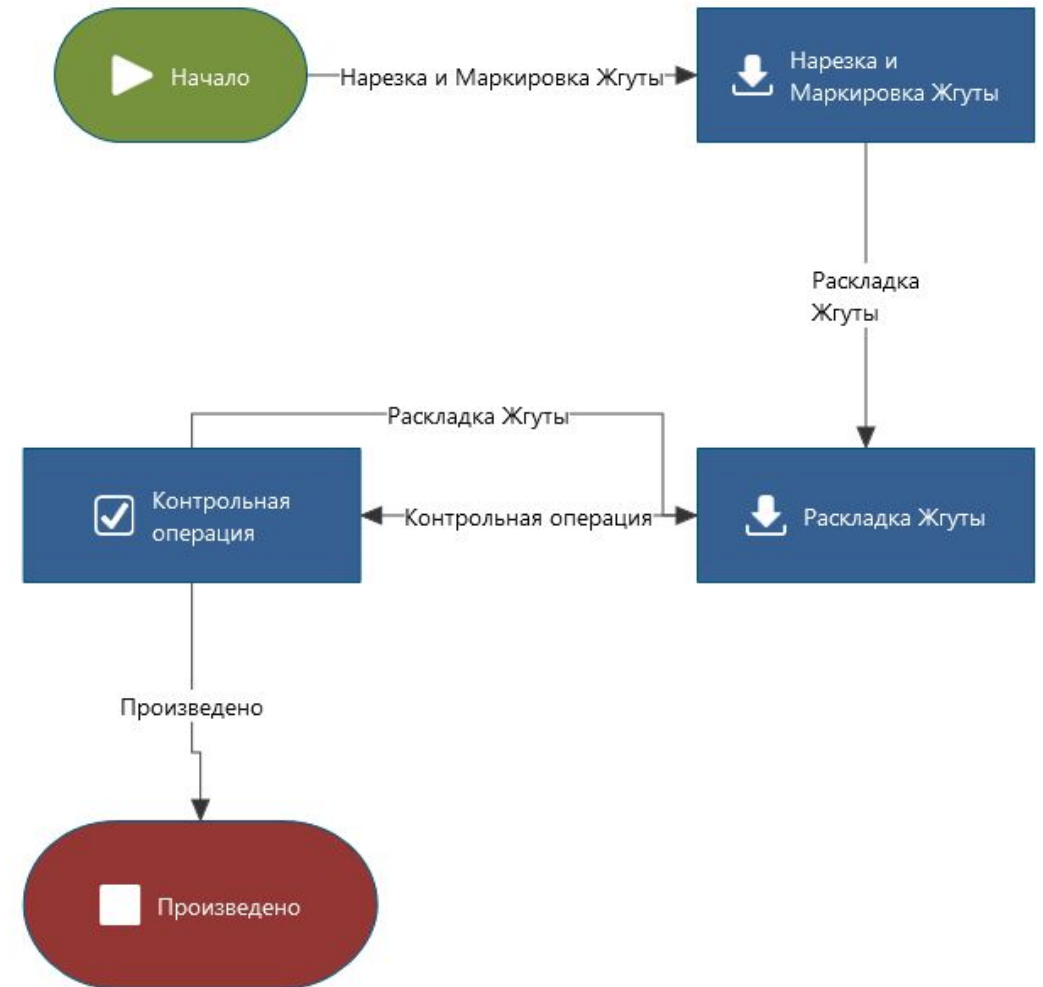 Начало
Нарезка и Маркировка Жгуты
Нарезка и
Маркировка Жгуты
Раскладка
Жгуты
Раскладка Жгуты
Контрольная
операция
Контрольная операция
Раскладка Жгуты
Произведено
Произведено